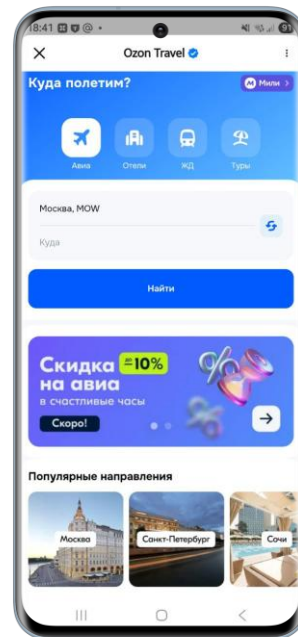 18:41
Ozon Travel
Куда полетим?
Мили
Авиа
Отели
ЖД
Туры
Москва, MOW
Куда
Найти
Скидка до -10%
на авиа
в счастливые часы
Скоро!
Популярные направления
Москва
Санкт-Петербург
Сочи